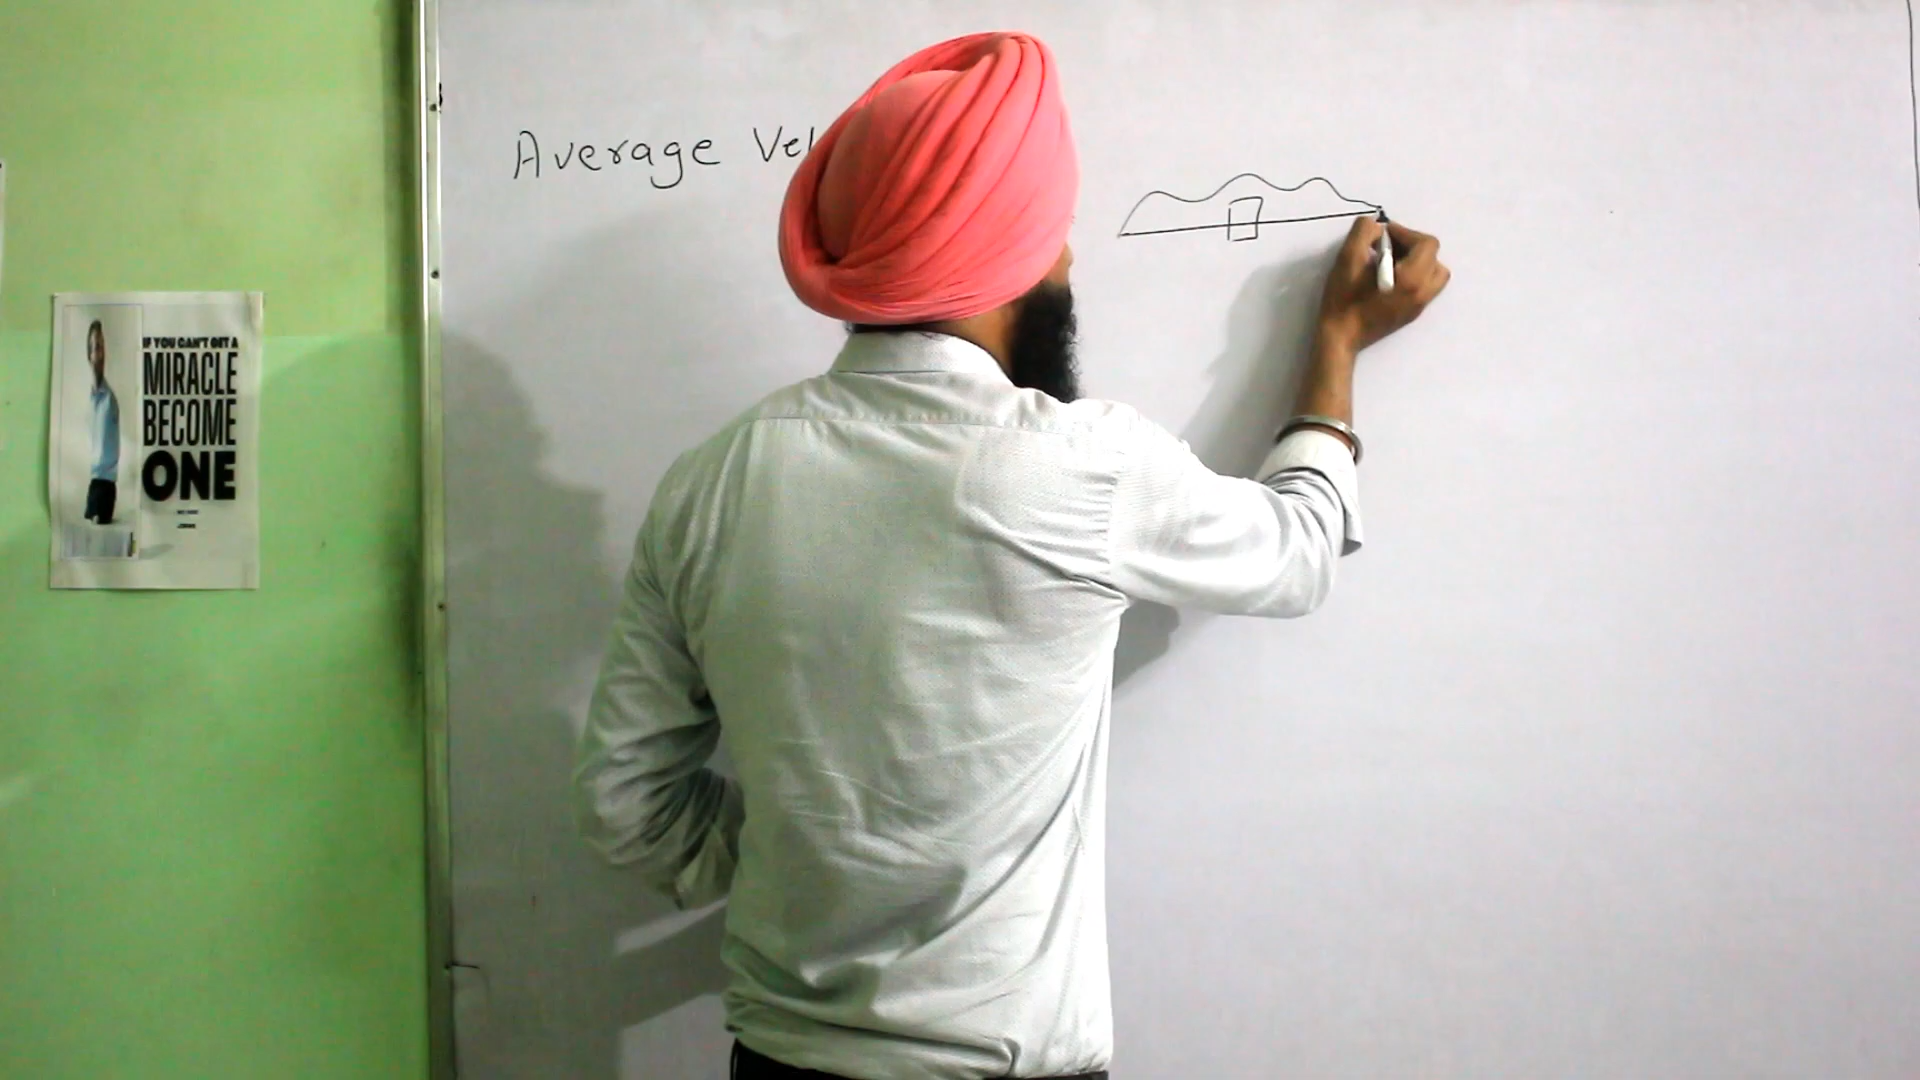 Average Vel
IF YOU CAN'T GET A
MIRACLE
BECOME
ONE